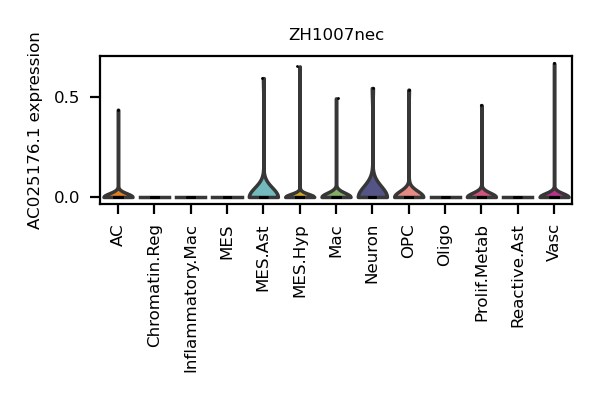 ZH1007nec
AC025176.1 expression
0.5
0.0
AC
Chromatin.Reg
Inflammatory.Mac
MES
MES.Ast
MES.Hyp
Mac
Neuron
OPC
Oligo
Prolif.Metab
Reactive.Ast
Vasc